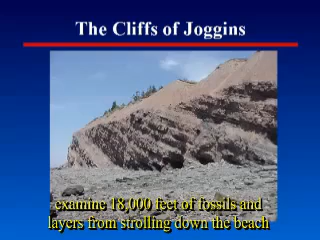 The Cliffs of Joggins
examine 18,000 feet of fossils and
layers from strolling down the beach